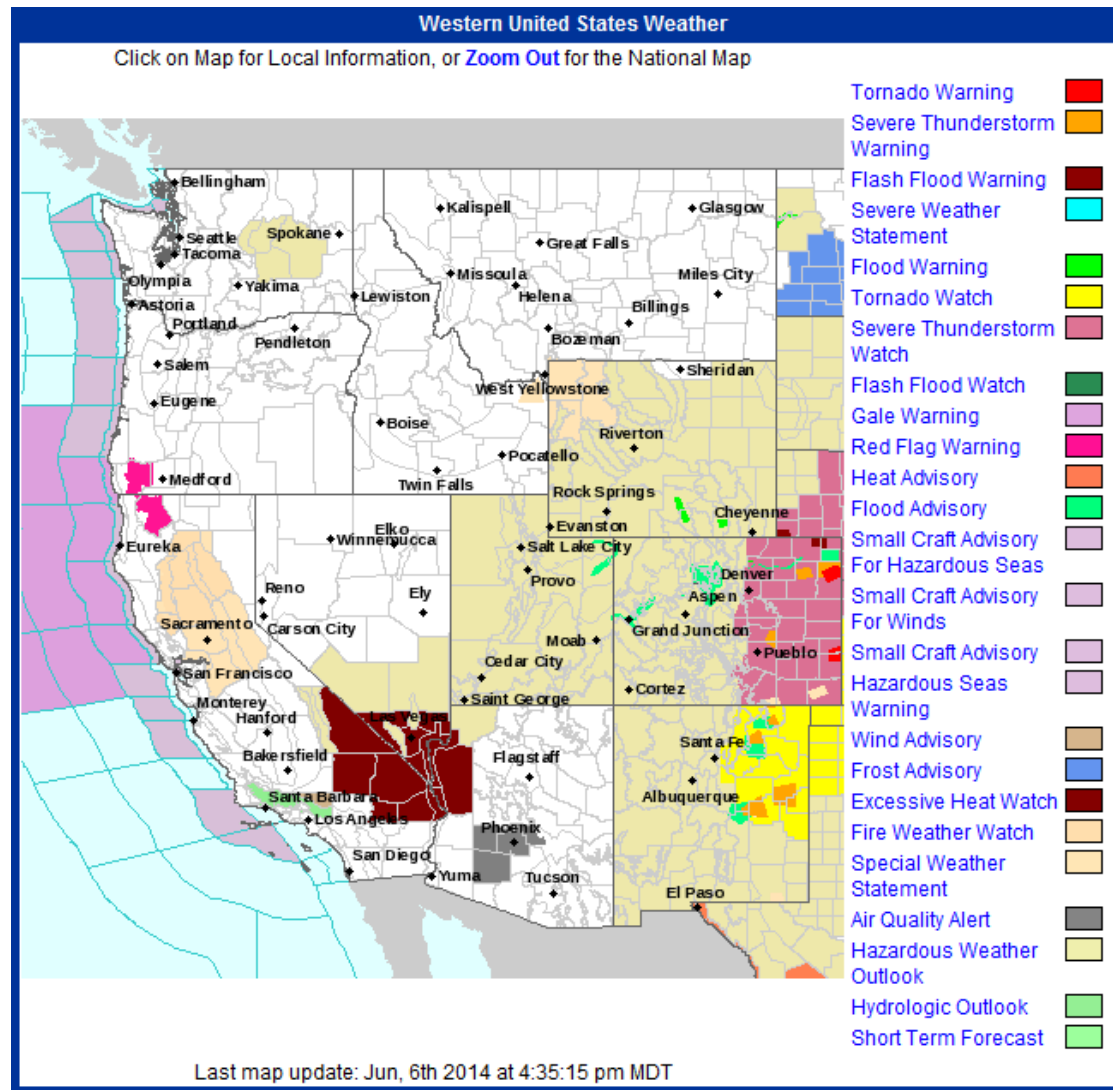 Western United States Weather
Click on Map for Local Information, or Zoom Out for the National Map
Tornado Warning
Severe Thunderstorm
Warning
Flash Flood Warning
Severe Weather
Statement
Flood Warning
Tornado Watch
Severe Thunderstorm
Watch
Flash Flood Watch
Gale Warning
Red Flag Warning
Heat Advisory
Flood Advisory
Small Craft Advisory
For Hazardous Seas
Small Craft Advisory
For Winds
Small Craft Advisory
Hazardous Seas
Warning
Wind Advisory
Frost Advisory
Excessive Heat Watch
Fire Weather Watch
Special Weather
Statement
Air Quality Alert
Hazardous Weather
Outlook
Hydrologic Outlook
Short Term Forecast
Bellingham
Kalispell
Glasgow
Seattle
Spokane
Great Falls
Tacoma
Olympia
Missoula
Miles City
Yakima
Helena
Lewiston
Astoria
Billings
Portland
Pendleton
Bozeman
Salem
Sheridan
West Yellowstone
Eugene
Boise
Riverton
Pocatello
Medford
Twin Falls
Rock Springs
Cheyenne
Evanston
Elko
Winnemucca
Eureka
Salt Lake City
Provo
Denver
Reno
Ely
Aspen
Sacramento
Carson City
Grand Junction
Moab
Pueblo
San Francisco
Cedar City
Saint George
Cortez
Monterey
Hanford
Las Vegas
Santa Fe
Bakersfield
Flagstaff
Albuquerque
Santa Barbara
Los Angeles
Phoenix
San Diego
Yuma
Tucson
El Paso
Last map update: Jun, 6th 2014 at 4:35:15 pm MDT